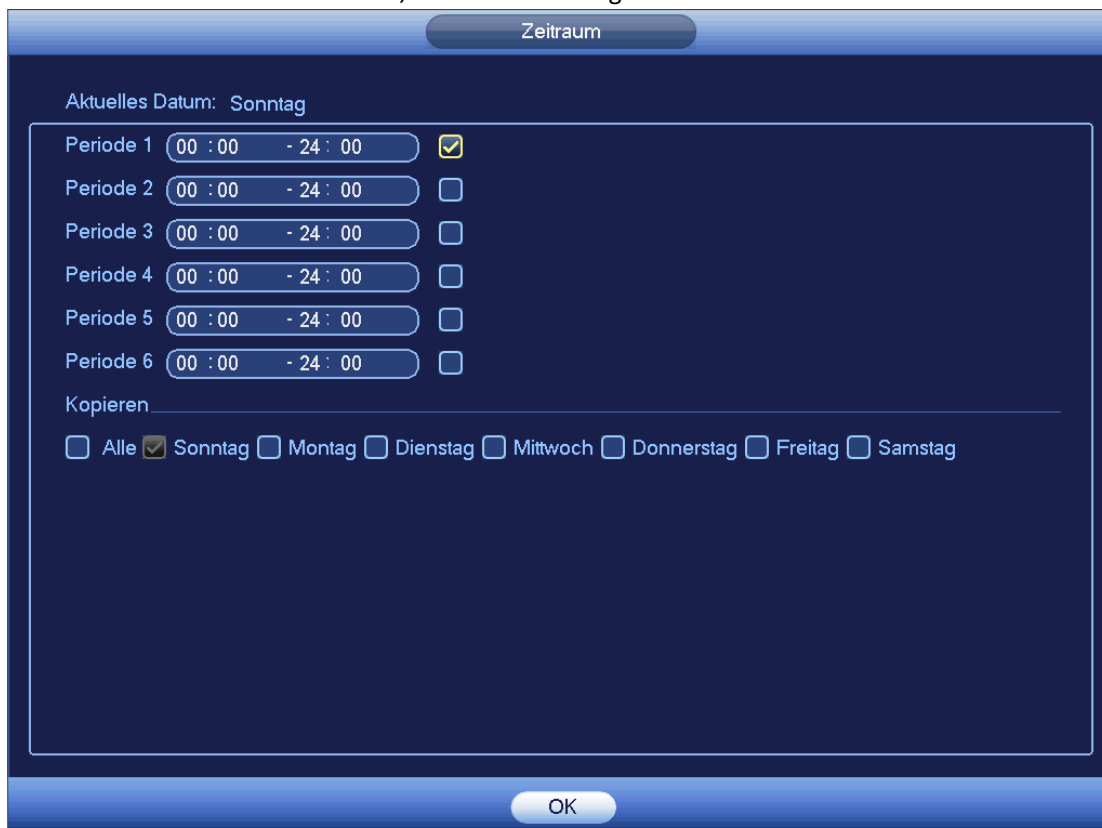 Zeitraum
Aktuelles Datum: Sonntag
Periode 1 00 :00 - 24 : 00
Periode 2 00 :00 - 24 : 00
Periode 3 00 :00 - 24 : 00
Periode 4 00 :00 - 24 : 00
Periode 5 00 :00 - 24 : 00
Periode 6 00 :00 - 24 : 00
Kopieren
Alle Sonntag Montag Dienstag Mittwoch Donnerstag Freitag Samstag
OK